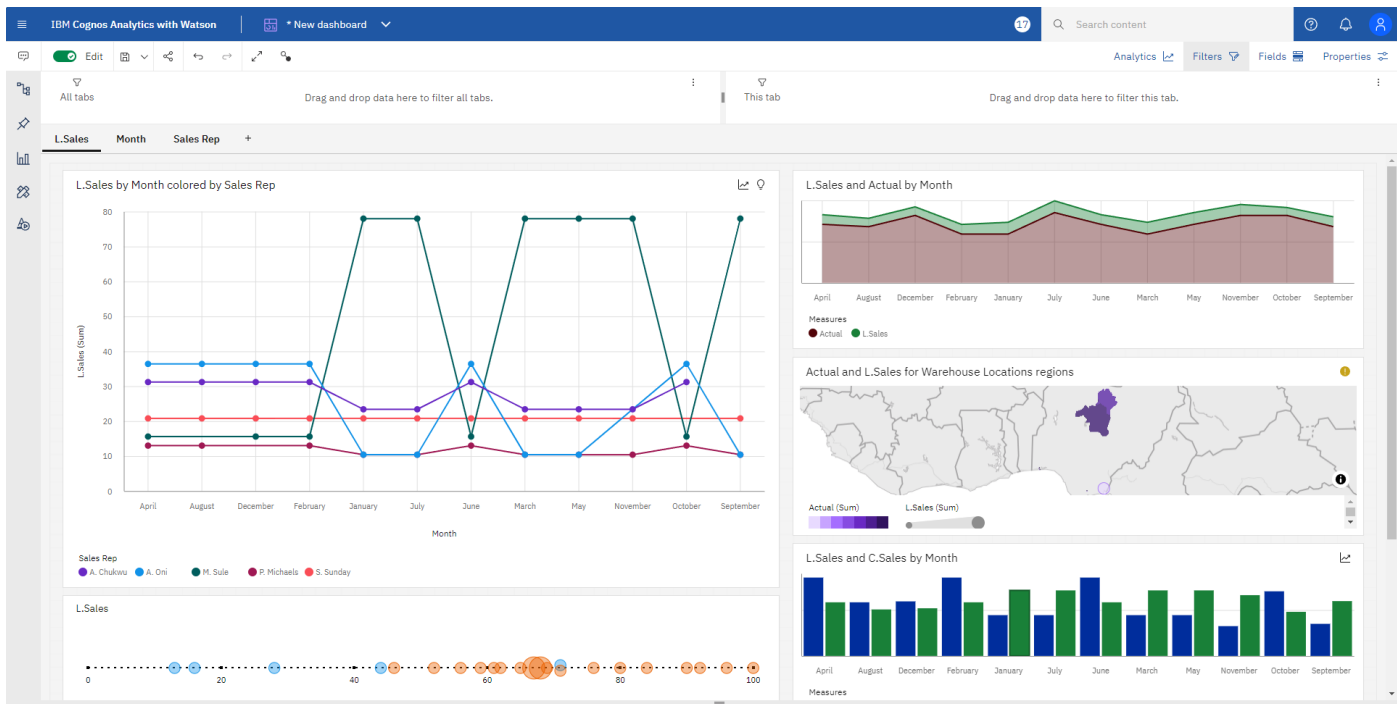 IBM Cognos Analytics with Watson
* New dashboard
17
Search content
Edit
Analytics
Filters
Fields
Properties
All tabs
Drag and drop data here to filter all tabs.
This tab
Drag and drop data here to filter this tab.
L.Sales
Month
Sales Rep
+
L.Sales by Month colored by Sales Rep
80
70
60
50
40
30
20
10
0
L.Sales (Sum)
April August December February January July June March May November October September
Month
Sales Rep
A. Chukwu A. Oni M. Sule P. Michaels S. Sunday
L.Sales
0 20 40 60 80 100
L.Sales and Actual by Month
April August December February January July June March May November October September
Measures
Actual L.Sales
Actual and L.Sales for Warehouse Locations regions
Actual (Sum)
L.Sales (Sum)
L.Sales and C.Sales by Month
April August December February January July June March May November October September
Measures